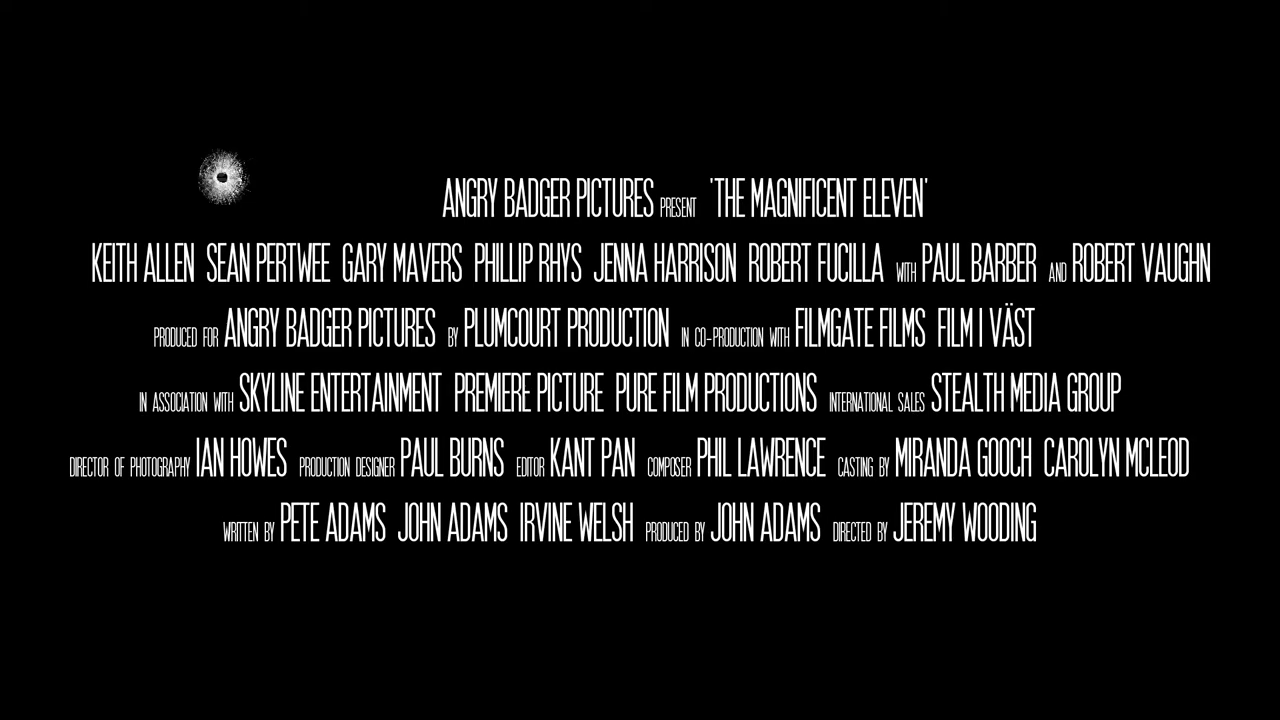 ANGRY BADGER PICTURES PRESENT 'THE MAGNIFICENT ELEVEN'
KEITH ALLEN SEAN PERTWEE GARY MAVERS PHILLIP RHYS JENNA HARRISON ROBERT FUCILLA WITH PAUL BARBER AND ROBERT VAUGHN
PRODUCED FOR ANGRY BADGER PICTURES BY PLUMCOURT PRODUCTION IN CO-PRODUCTION WITH FILMGATE FILMS FILM I VÄST
IN ASSOCIATION WITH SKYLINE ENTERTAINMENT PREMIERE PICTURE PURE FILM PRODUCTIONS INTERNATIONAL SALES STEALTH MEDIA GROUP
DIRECTOR OF PHOTOGRAPHY IAN HOWES PRODUCTION DESIGNER PAUL BURNS EDITOR KANT PAN COMPOSER PHIL LAWRENCE CASTING BY MIRANDA GOOCH CAROLYN MCLEOD
WRITTEN BY PETE ADAMS JOHN ADAMS IRVINE WELSH PRODUCED BY JOHN ADAMS DIRECTED BY JEREMY WOODING